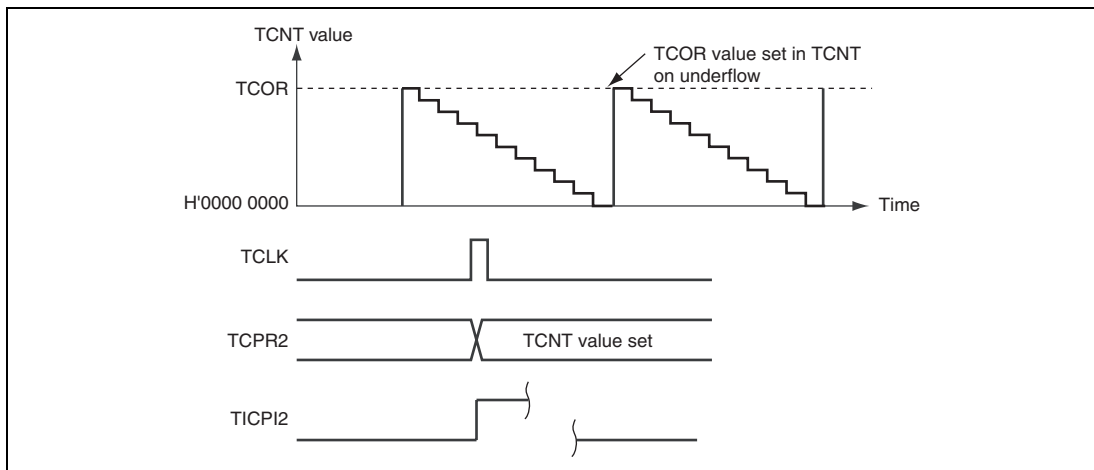 TCNT value
TCOR value set in TCNT
on underflow
TCOR
H'0000 0000
Time
TCLK
TCPR2
TCNT value set
TICPI2